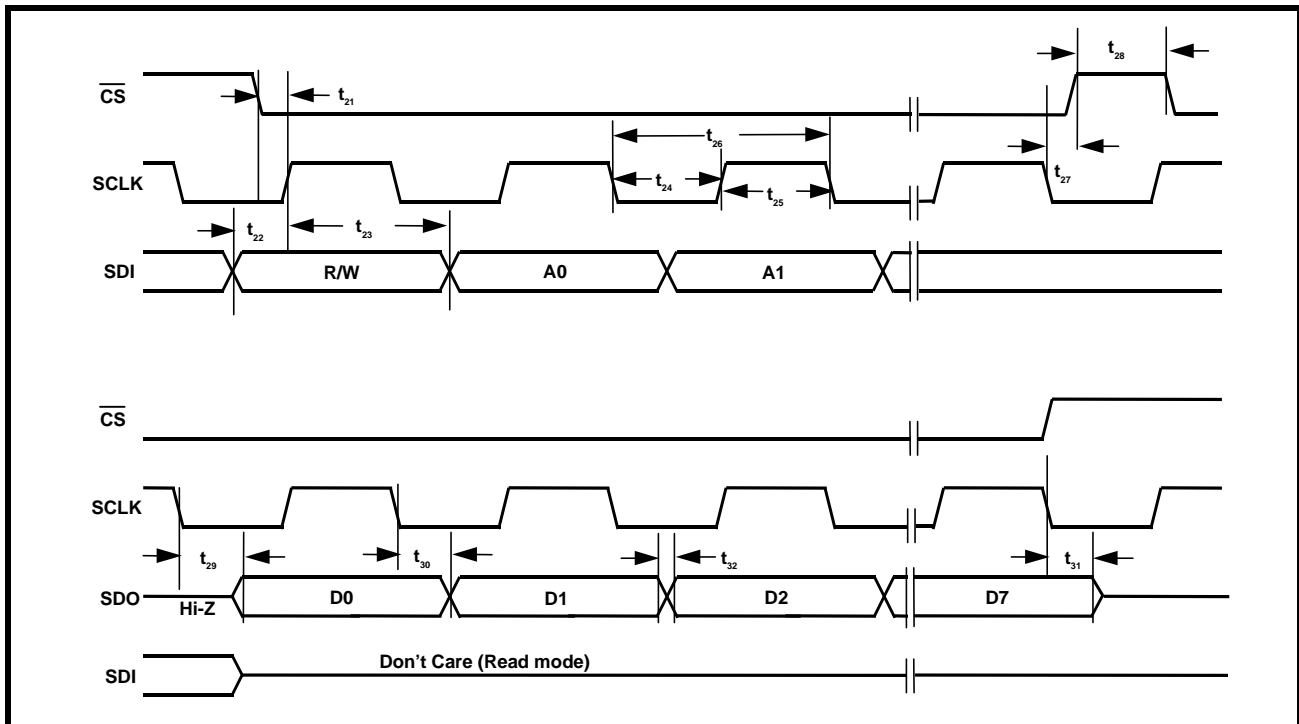 CS
t21
t28
SCLK
t26
t24
t25
t27
t22
t23
SDI
R/W
A0
A1
CS
SCLK
t29
t30
t32
t31
SDO
Hi-Z
D0
D1
D2
D7
SDI
Don't Care (Read mode)